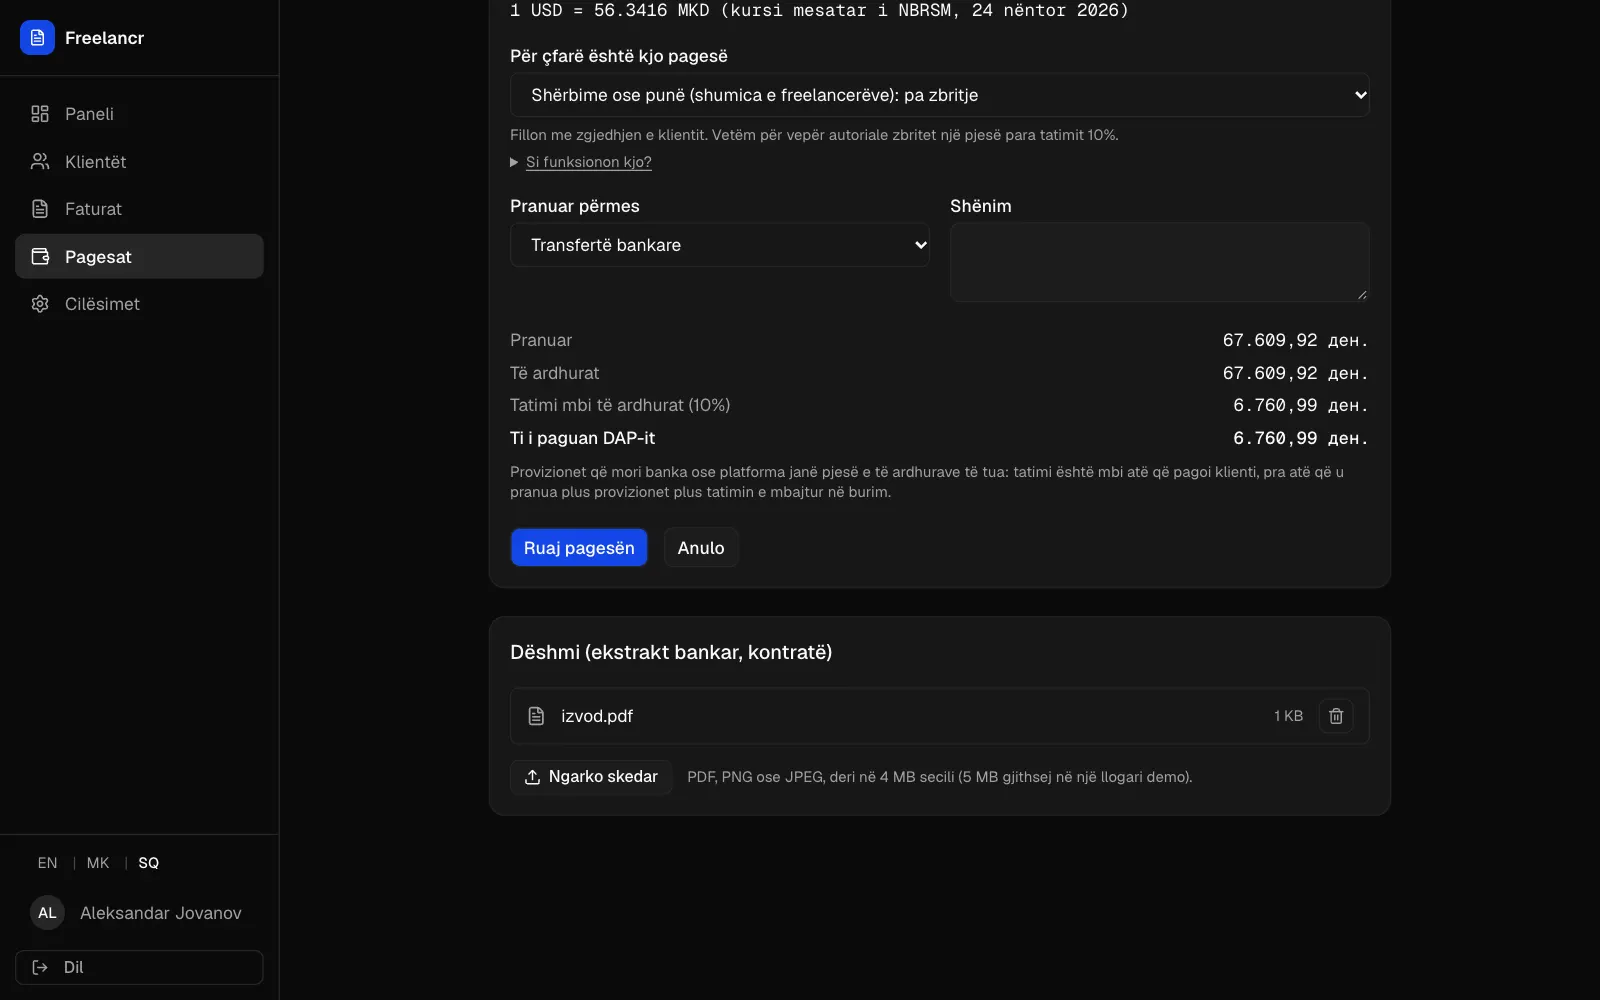 Freelancr
Paneli
Klientët
Faturat
Pagesat
Cilësimet
EN | MK | SQ
AL Aleksandar Jovanov
Dil
1 USD = 56.3416 MKD (kursi mesatar i NBRSM, 24 nëntor 2026)
Për çfarë është kjo pagesë
Shërbime ose punë (shumica e freelancerëve): pa zbritje
Fillon me zgjedhjen e klientit. Vetëm për vepër autoriale zbritet një pjesë para tatimit 10%.
Si funksionon kjo?
Pranuar përmes
Transfertë bankare
Shënim
Pranuar 67.609,92 ден.
Të ardhurat 67.609,92 ден.
Tatimi mbi të ardhurat (10%) 6.760,99 ден.
Ti i paguan DAP-it 6.760,99 ден.
Provizionet që mori banka ose platforma janë pjesë e të ardhurave të tua: tatimi është mbi atë që pagoi klienti, pra atë që u
pranua plus provizionet plus tatimin e mbajtur në burim.
Ruaj pagesën
Anulo
Dëshmi (ekstrakt bankar, kontratë)
izvod.pdf 1 KB
Ngarko skedar PDF, PNG ose JPEG, deri në 4 MB secili (5 MB gjithsej në një llogari demo).